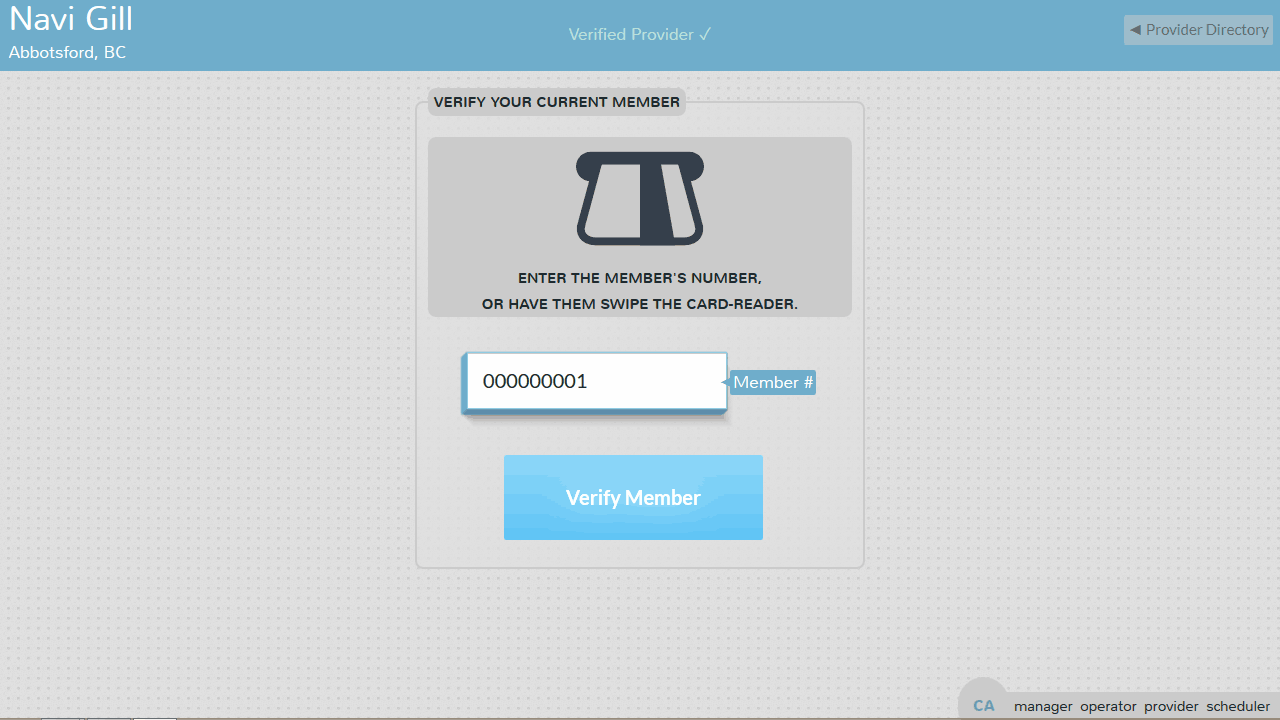 Navi Gill
Abbotsford, BC
Verified Provider ✓
◀ Provider Directory
VERIFY YOUR CURRENT MEMBER
ENTER THE MEMBER'S NUMBER,
OR HAVE THEM SWIPE THE CARD-READER.
000000001
Member #
Verify Member
CA manager operator provider scheduler